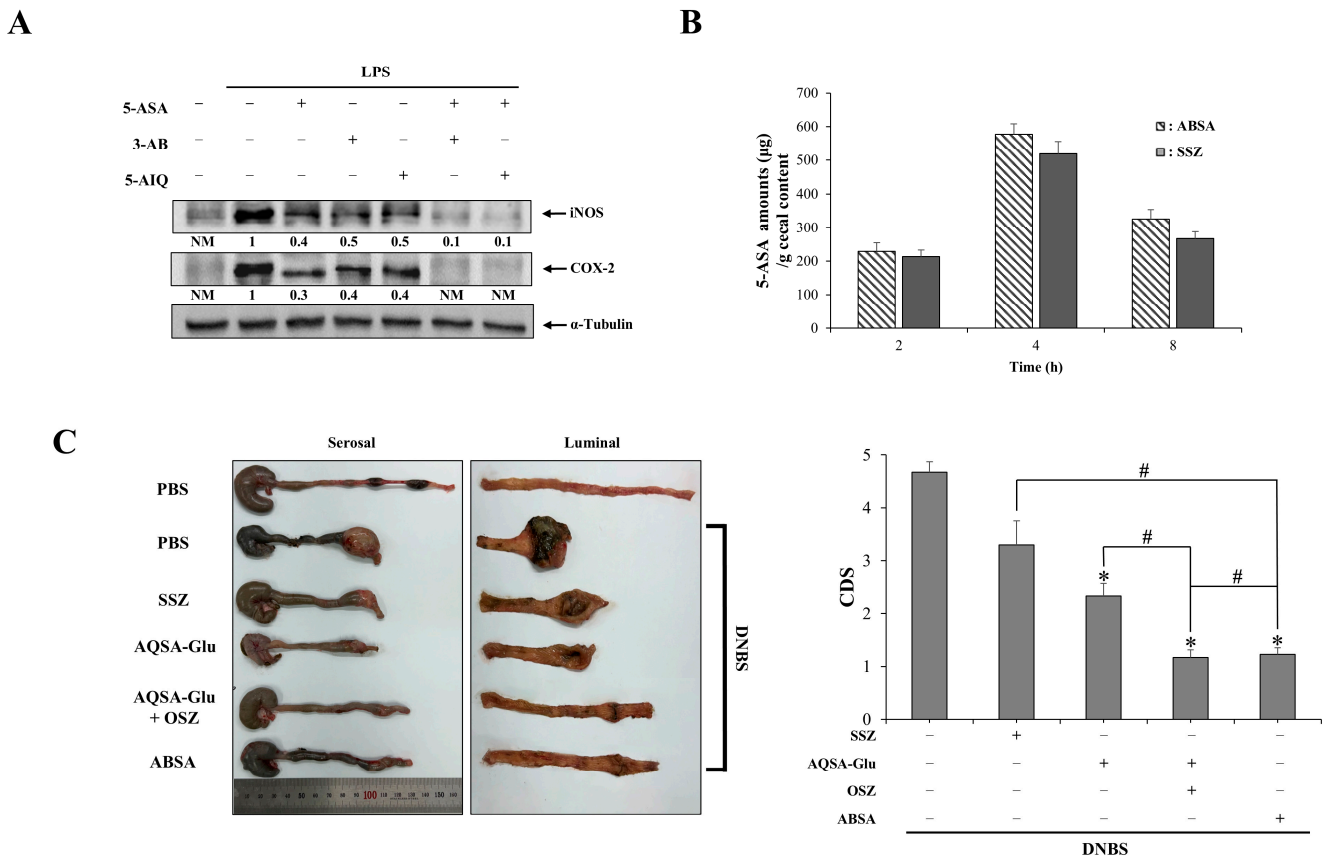 A
LPS
5-ASA – – + – – + +
3-AB – – – + – + –
5-AIQ – – – – + – +
iNOS
NM 1 0.4 0.5 0.5 0.1 0.1
COX-2
NM 1 0.3 0.4 0.4 NM NM
α-Tubulin
B
5-ASA amounts (μg)
/g cecal content
700
600
500
400
300
200
100
0
2 4 8
Time (h)
: ABSA
: SSZ
C
Serosal Luminal
PBS
PBS
SSZ
AQSA-Glu
AQSA-Glu
+ OSZ
ABSA
DNBS
100
CDS
5
4
3
2
1
0
#
#
#
*
*
*
SSZ – + – – –
AQSA-Glu – – + + –
OSZ – – – + –
ABSA – – – – +
DNBS